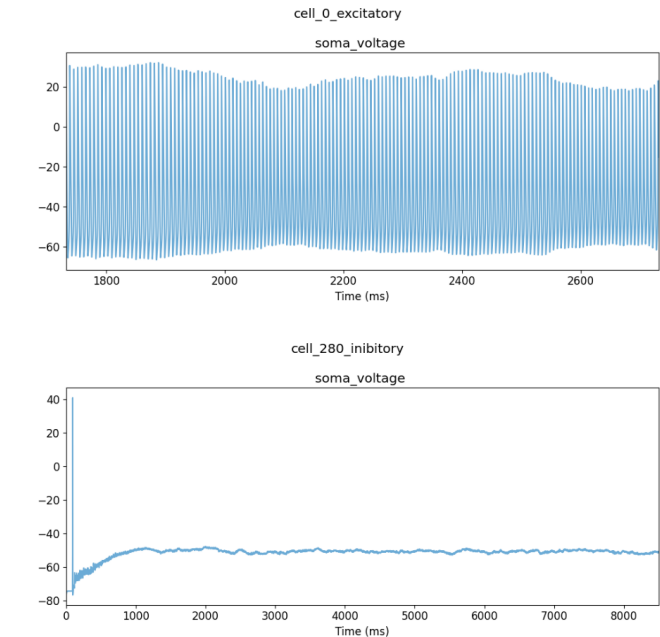 cell_0_excitatory
soma_voltage
20
0
−20
−40
−60
1800 2000 2200 2400 2600
Time (ms)
cell_280_inibitory
soma_voltage
40
20
0
−20
−40
−60
−80
0 1000 2000 3000 4000 5000 6000 7000 8000
Time (ms)